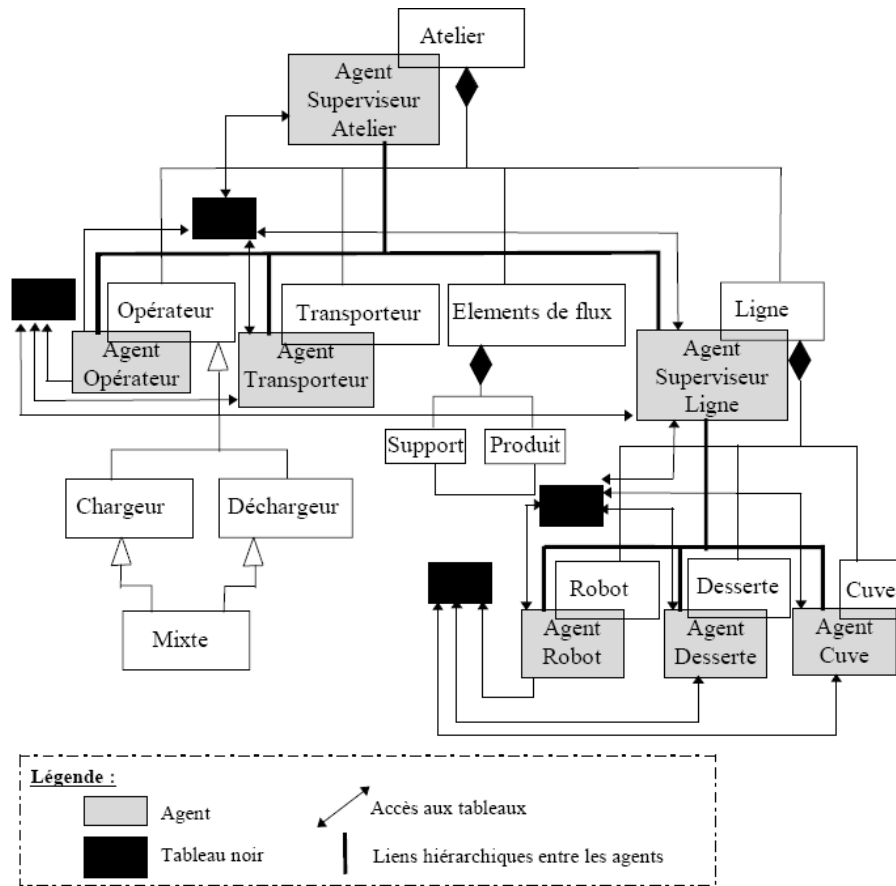 Atelier
Agent
Superviseur
Atelier
Opérateur
Transporteur
Elements de flux
Ligne
Agent
Opérateur
Agent
Transporteur
Agent
Superviseur
Ligne
Support
Produit
Chargeur
Déchargeur
Mixte
Robot
Desserte
Cuve
Agent
Robot
Agent
Desserte
Agent
Cuve
Légende :
Agent
Accès aux tableaux
Tableau noir
Liens hiérarchiques entre les agents